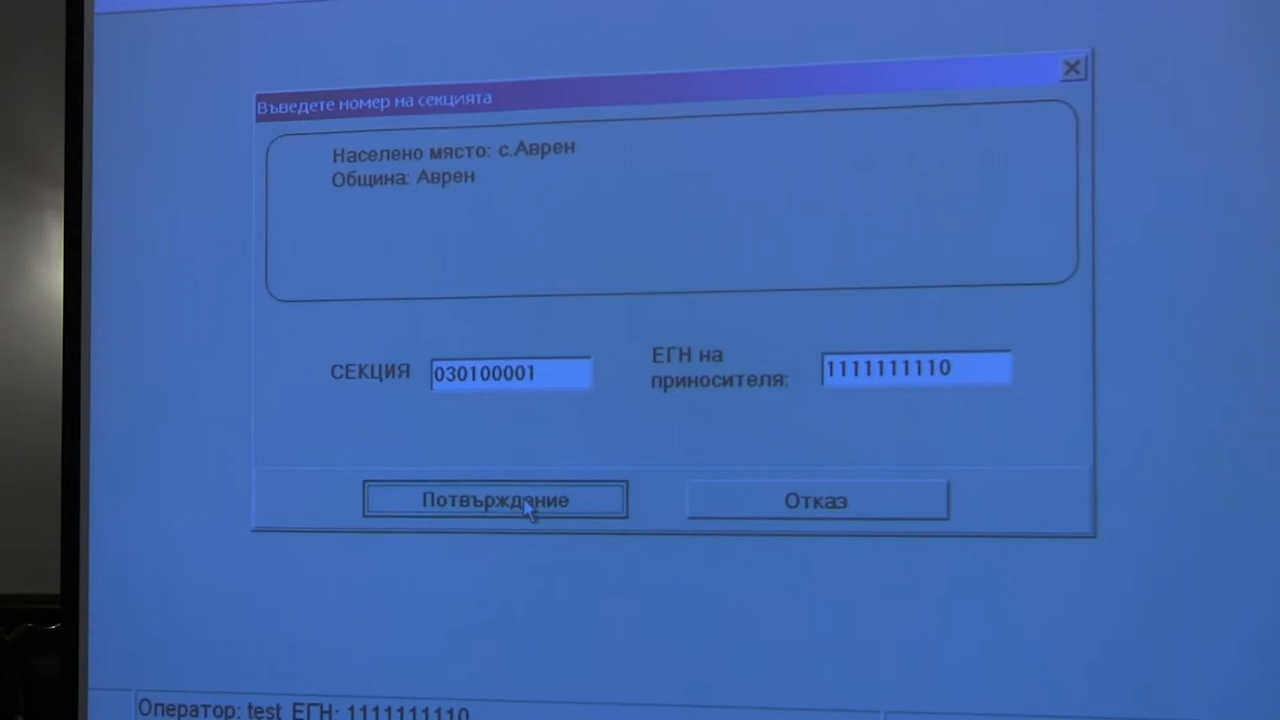 Въведете номер на секцията
Населено място: с.Аврен
Община: Аврен
СЕКЦИЯ 030100001
ЕГН на
приносителя: 1111111110
Потвърждение Отказ
Оператор: test ЕГН: 1111111110